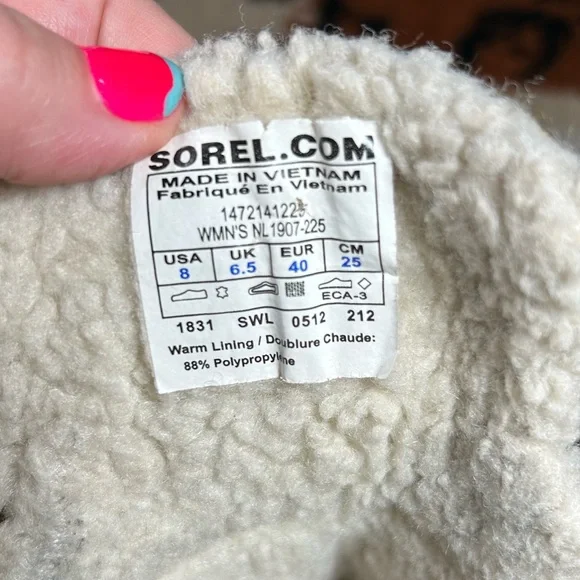 SOREL.COM
MADE IN VIETNAM
Fabriqué En Vietnam
1472141225
WMN'S NL1907-225
USA UK EUR CM
8 6.5 40 25
ECA-3
1831 SWL 0512 212
Warm Lining / Doublure Chaude:
88% Polypropylene